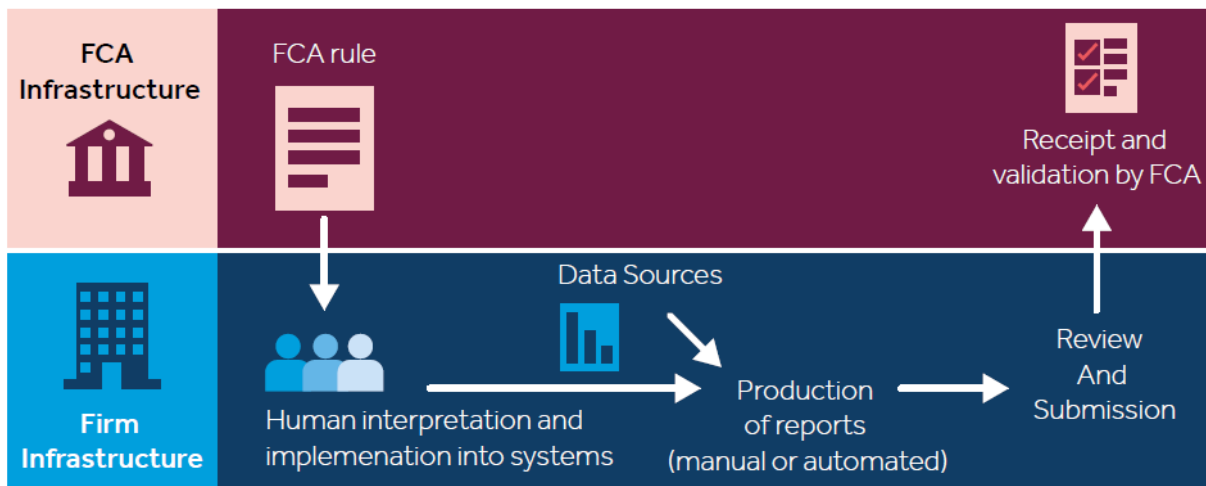 FCA
Infrastructure
FCA rule
Receipt and
validation by FCA
Firm
Infrastructure
Human interpretation and
implemenation into systems
Data Sources
Production
of reports
(manual or automated)
Review
And
Submission